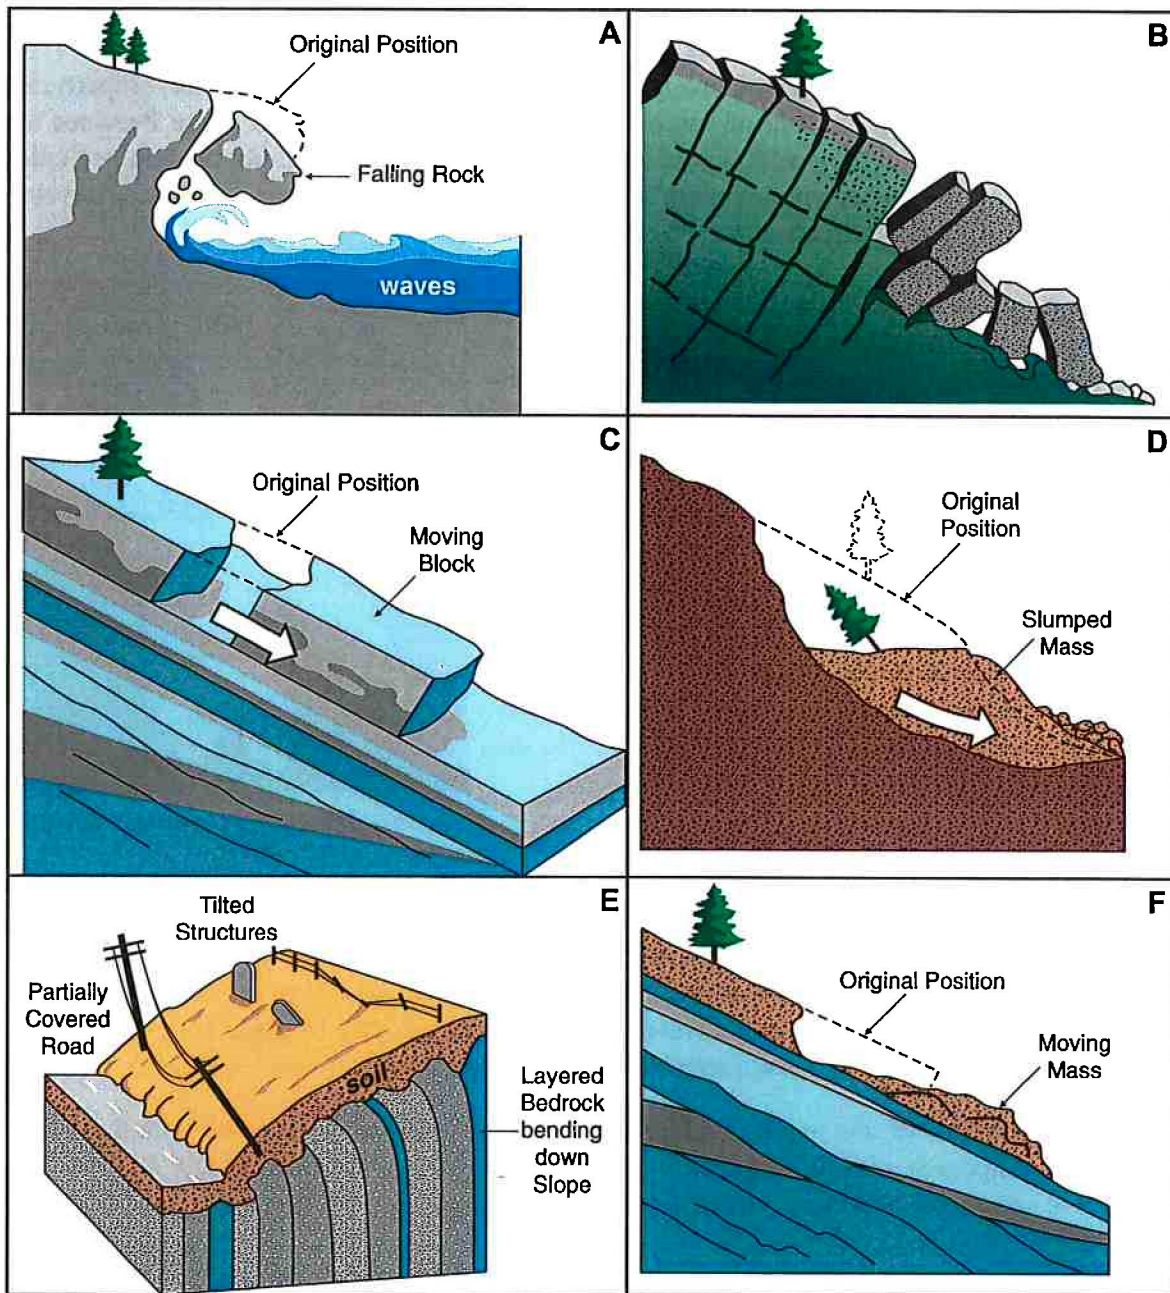 A
Original Position
Falling Rock
waves
B
C
Original Position
Moving
Block
D
Original
Position
Slumped
Mass
E
Tilted
Structures
Partially
Covered
Road
soil
Layered
Bedrock
bending
down
Slope
F
Original Position
Moving
Mass